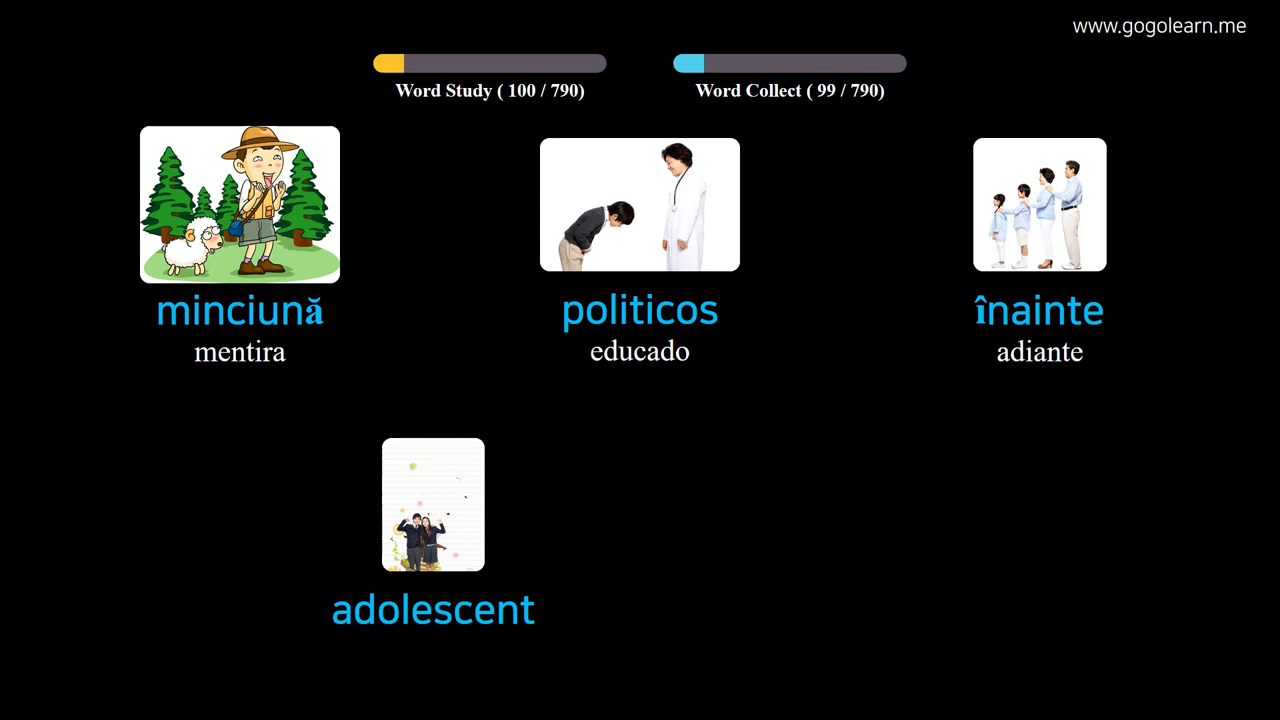 www.gogolearn.me
Word Study ( 100 / 790)
Word Collect ( 99 / 790)
minciună
mentira
politicos
educado
înainte
adiante
adolescent